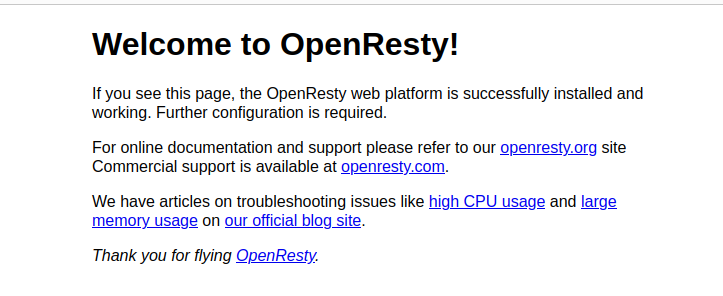 Welcome to OpenResty!
If you see this page, the OpenResty web platform is successfully installed and
working. Further configuration is required.
For online documentation and support please refer to our openresty.org site
Commercial support is available at openresty.com.
We have articles on troubleshooting issues like high CPU usage and large
memory usage on our official blog site.
Thank you for flying OpenResty.